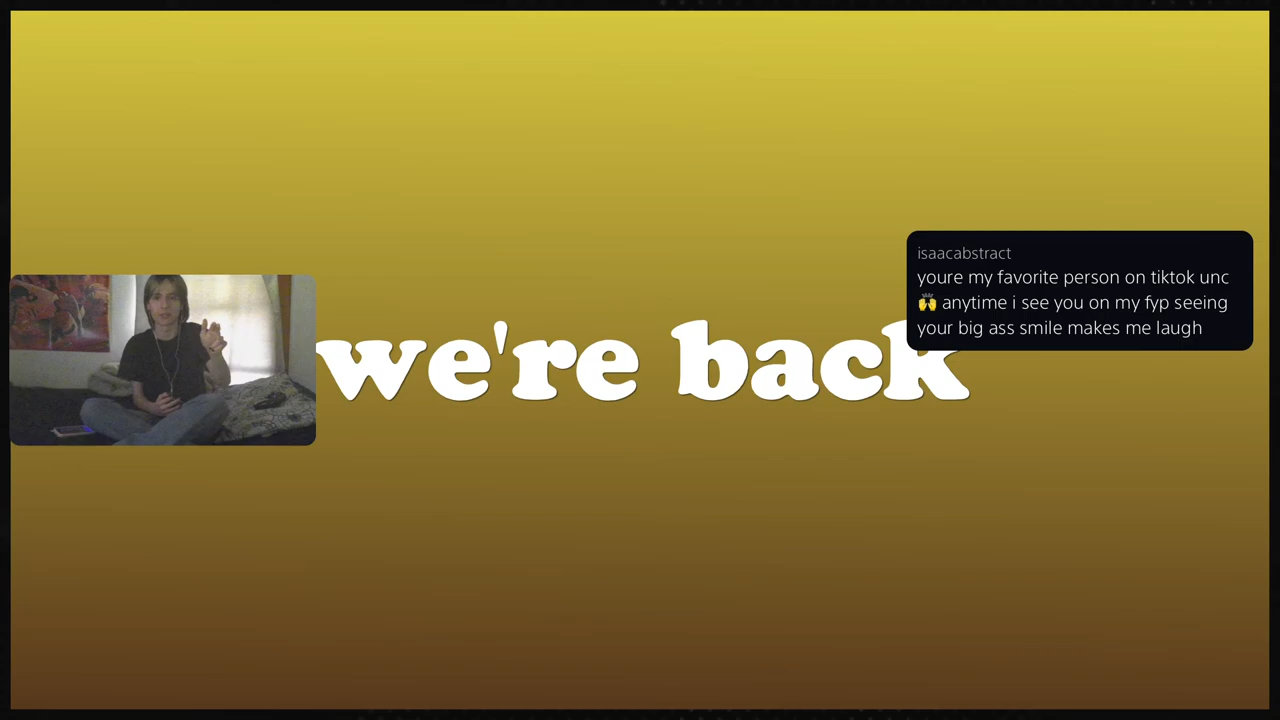 we're back
isaacabstract
youre my favorite person on tiktok unc
🙌 anytime i see you on my fyp seeing
your big ass smile makes me laugh